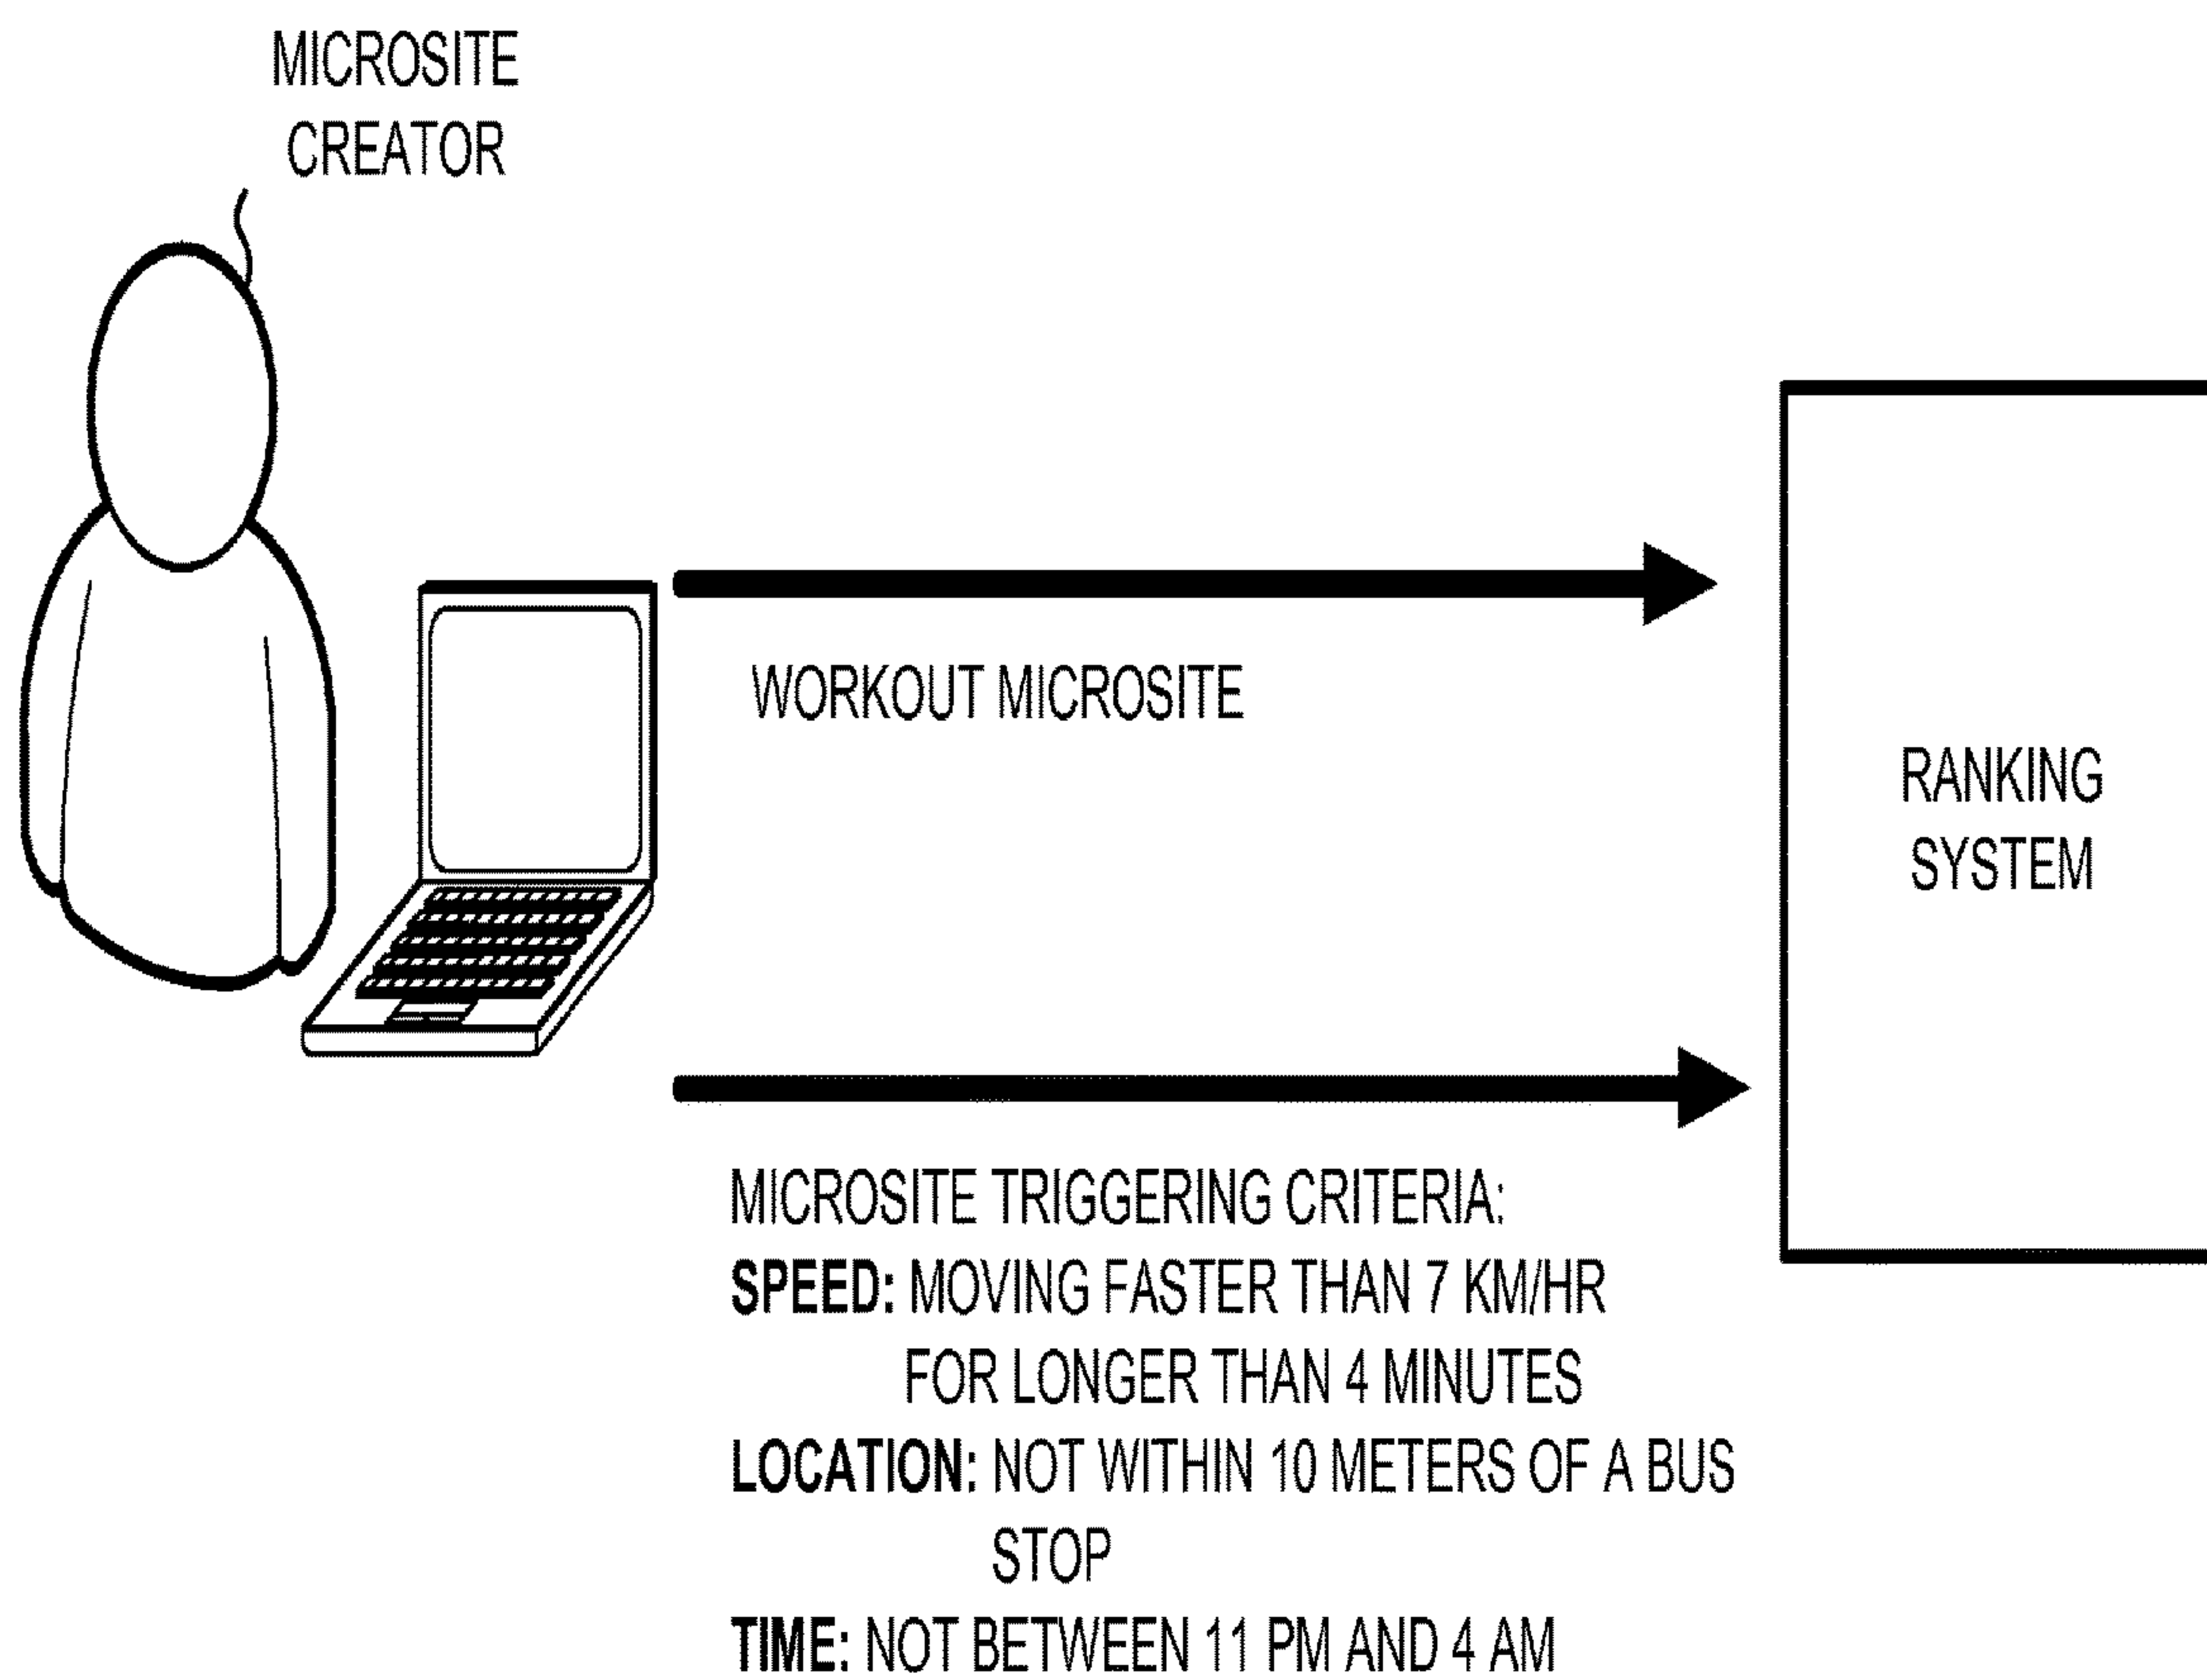 MICROSITE
CREATOR
WORKOUT MICROSITE
RANKING
SYSTEM
MICROSITE TRIGGERING CRITERIA:
SPEED: MOVING FASTER THAN 7 KM/HR
FOR LONGER THAN 4 MINUTES
LOCATION: NOT WITHIN 10 METERS OF A BUS
STOP
TIME: NOT BETWEEN 11 PM AND 4 AM